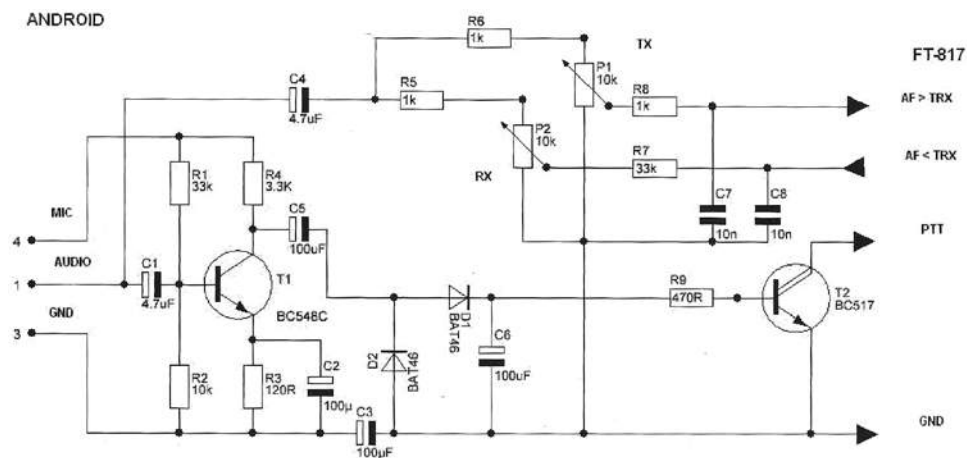 ANDROID
R6
1k
TX
FT-817
P1
10k
C4
4.7uF
R5
1k
R8
1k
AF > TRX
P2
10k
R7
33k
AF < TRX
RX
R1
33k
R4
3.3K
C7
10n
C8
10n
MIC
4
C5
100uF
PTT
AUDIO
1
C1
4.7uF
T1
BC548C
R9
470R
T2
BC517
GND
3
D1
BAT46
D2
BAT46
C6
100uF
R2
10k
R3
120R
C2
100µ
C3
100µF
GND